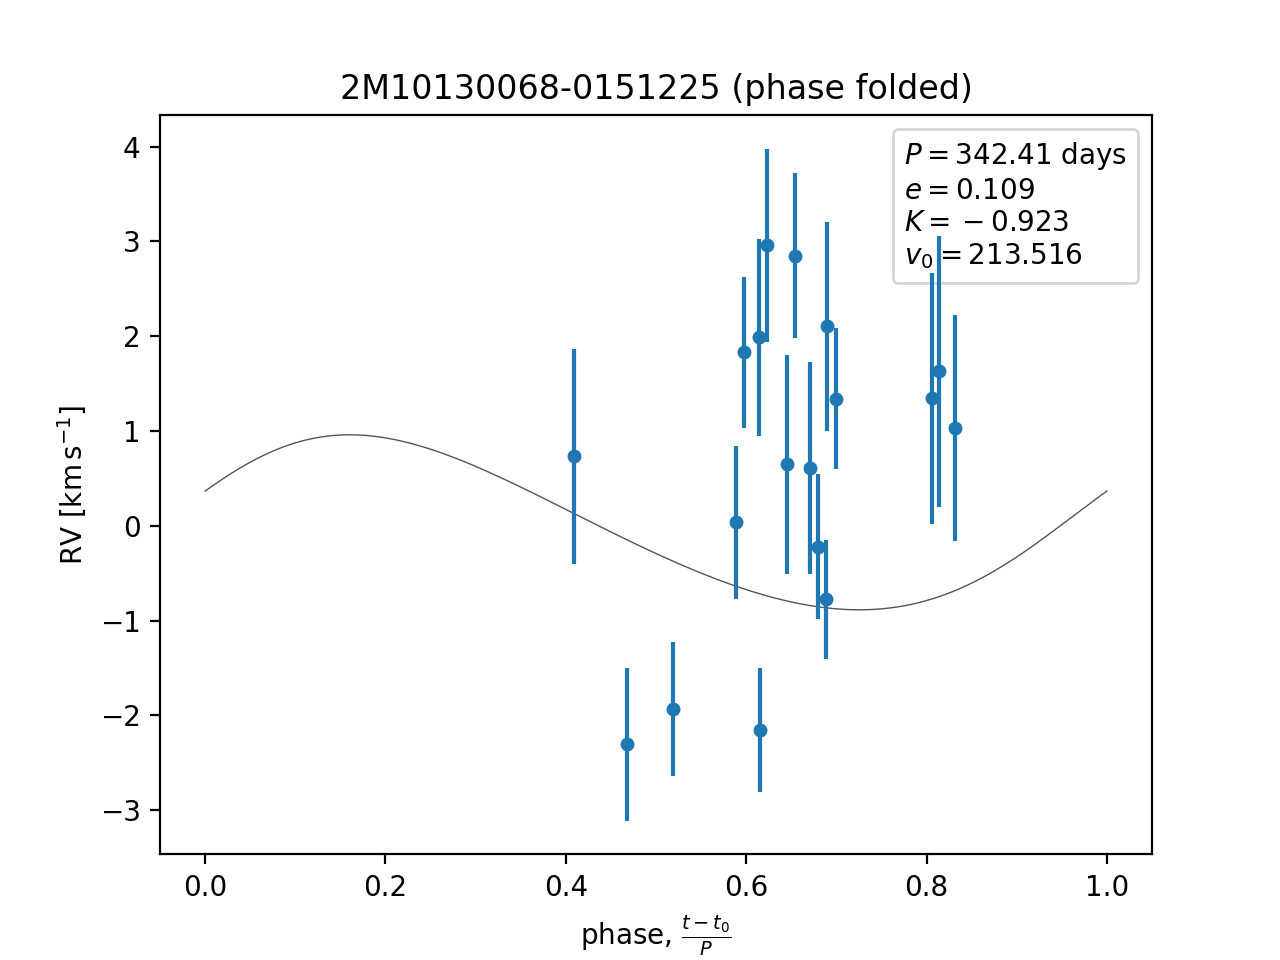 2M10130068-0151225 (phase folded)
P = 342.41 days
e = 0.109
K = −0.923
v₀ = 213.516
4
3
2
1
0
−1
−2
−3
RV [km s⁻¹]
0.0 0.2 0.4 0.6 0.8 1.0
phase, (t − t₀)/P